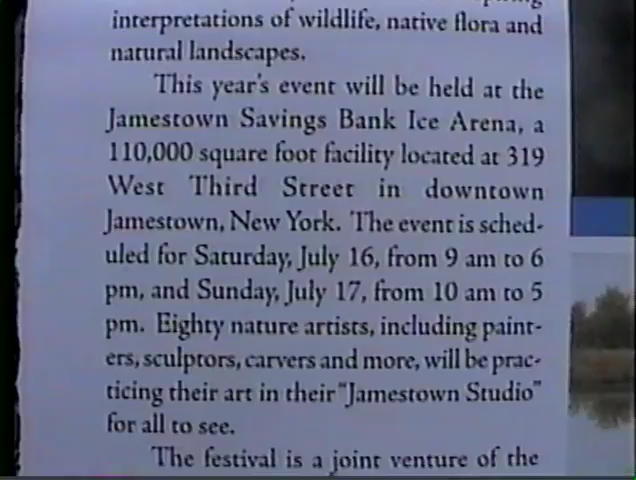 interpretations of wildlife, native flora and
natural landscapes.
This year's event will be held at the
Jamestown Savings Bank Ice Arena, a
110,000 square foot facility located at 319
West Third Street in downtown
Jamestown, New York. The event is sched-
uled for Saturday, July 16, from 9 am to 6
pm, and Sunday, July 17, from 10 am to 5
pm. Eighty nature artists, including paint-
ers, sculptors, carvers and more, will be prac-
ticing their art in their "Jamestown Studio"
for all to see.
The festival is a joint venture of the